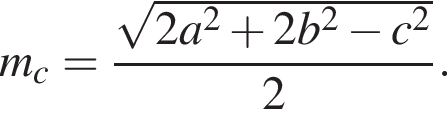 $m_c = \frac{\sqrt{2a^2 + 2b^2 - c^2}}{2}.$